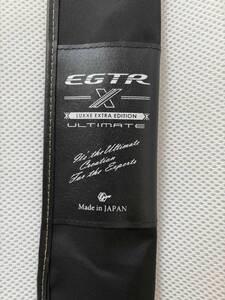 EGTR
X
LUXXE EXTRA EDITION
ULTIMATE
It's the Ultimate
Creation
For the Experts
Made in JAPAN